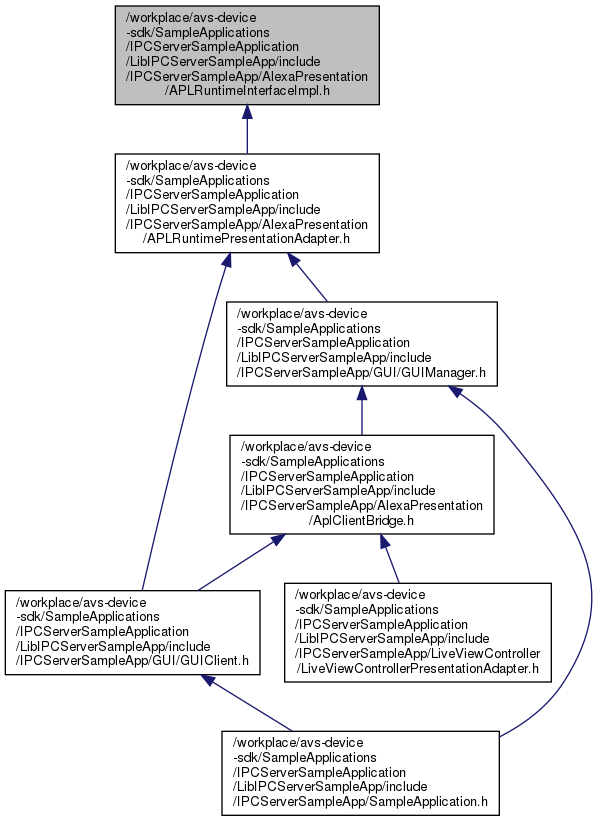 /workplace/avs-device
-sdk/SampleApplications
/IPCServerSampleApplication
/LibIPCServerSampleApp/include
/IPCServerSampleApp/AlexaPresentation
/APLRuntimeInterfaceImpl.h
/workplace/avs-device
-sdk/SampleApplications
/IPCServerSampleApplication
/LibIPCServerSampleApp/include
/IPCServerSampleApp/AlexaPresentation
/APLRuntimePresentationAdapter.h
/workplace/avs-device
-sdk/SampleApplications
/IPCServerSampleApplication
/LibIPCServerSampleApp/include
/IPCServerSampleApp/GUI/GUIManager.h
/workplace/avs-device
-sdk/SampleApplications
/IPCServerSampleApplication
/LibIPCServerSampleApp/include
/IPCServerSampleApp/AlexaPresentation
/AplClientBridge.h
/workplace/avs-device
-sdk/SampleApplications
/IPCServerSampleApplication
/LibIPCServerSampleApp/include
/IPCServerSampleApp/GUI/GUIClient.h
/workplace/avs-device
-sdk/SampleApplications
/IPCServerSampleApplication
/LibIPCServerSampleApp/include
/IPCServerSampleApp/LiveViewController
/LiveViewControllerPresentationAdapter.h
/workplace/avs-device
-sdk/SampleApplications
/IPCServerSampleApplication
/LibIPCServerSampleApp/include
/IPCServerSampleApp/SampleApplication.h